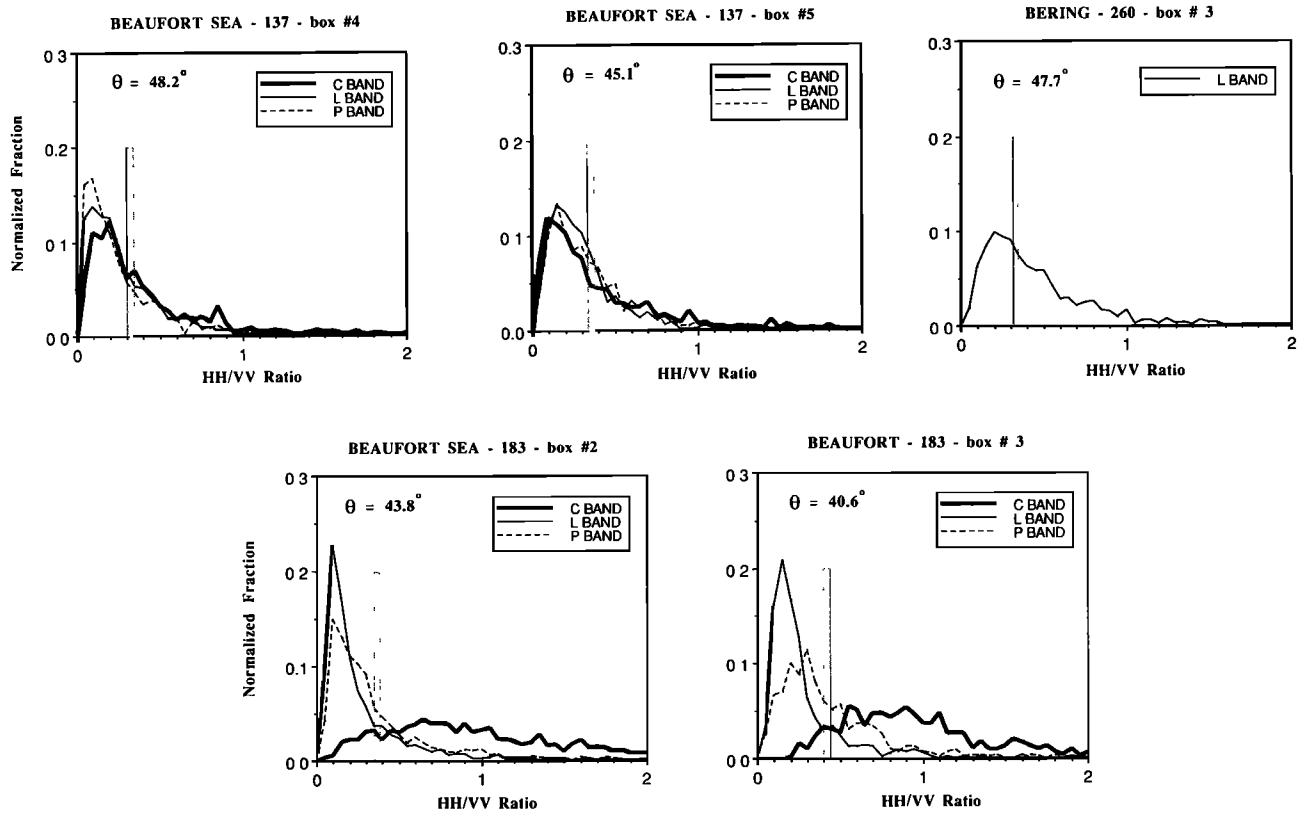 BEAUFORT SEA - 137 - box #4
0.3
θ = 48.2°
C BAND
L BAND
P BAND
0 2
0 1
0 0
0
1
2
Normalized Fraction
HH/VV Ratio
BEAUFORT SEA - 137 - box #5
0.3
θ = 45.1°
C BAND
L BAND
P BAND
0.2
0.1
0.0
0
1
2
HH/VV Ratio
BERING - 260 - box # 3
0.3
θ = 47.7°
L BAND
0.2
0 1
0 0
0
1
2
HH/VV Ratio
BEAUFORT SEA - 183 - box #2
0 3
θ = 43.8°
C BAND
L BAND
P BAND
0 2
0.1
0 0
0
1
2
Normalized Fraction
HH/VV Ratio
BEAUFORT - 183 - box # 3
0 3
θ = 40.6°
C BAND
L BAND
P BAND
0 2
0 1
0 0
0
1
2
HH/VV Ratio